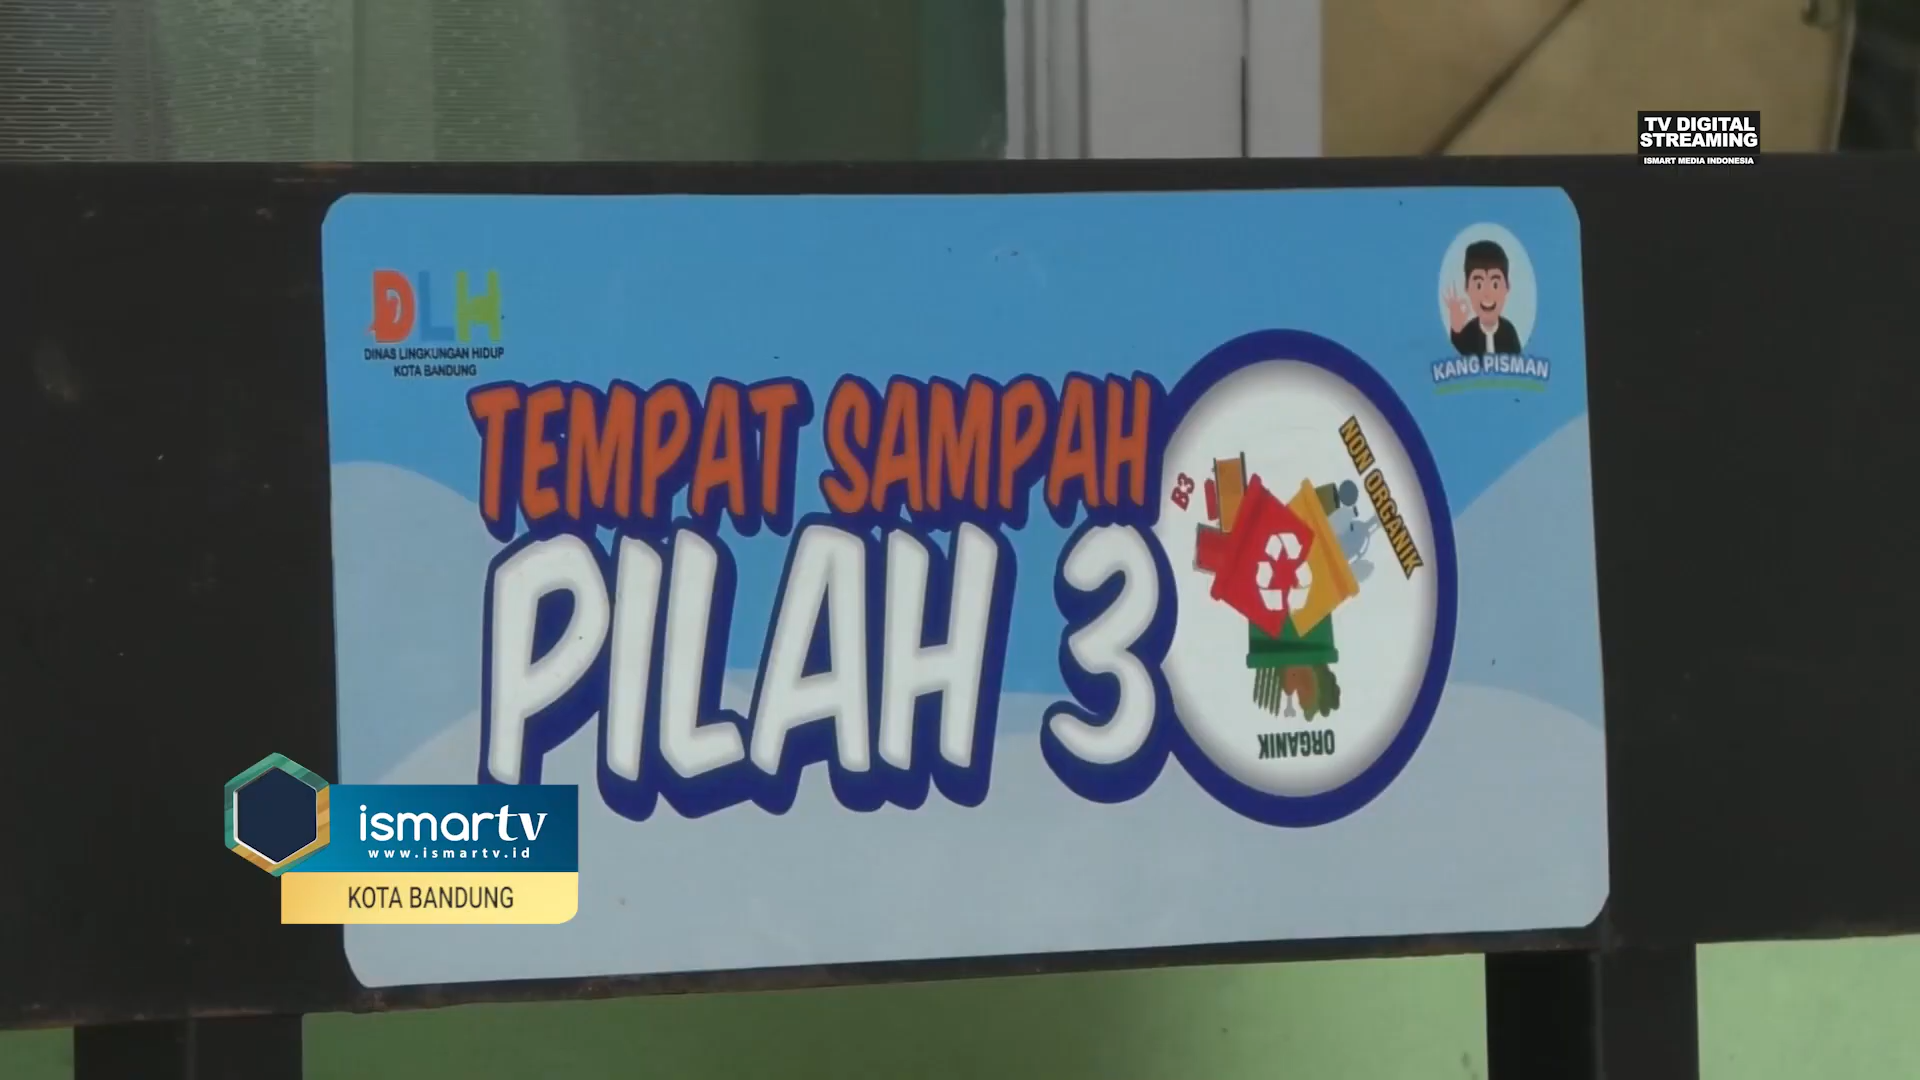 TV DIGITAL
STREAMING
ISMART MEDIA INDONESIA
DLH
DINAS LINGKUNGAN HIDUP
KOTA BANDUNG
KANG PISMAN
TEMPAT SAMPAH
PILAH 3
B3
NON ORGANIK
ORGANIK
ismartv
www.ismartv.id
KOTA BANDUNG